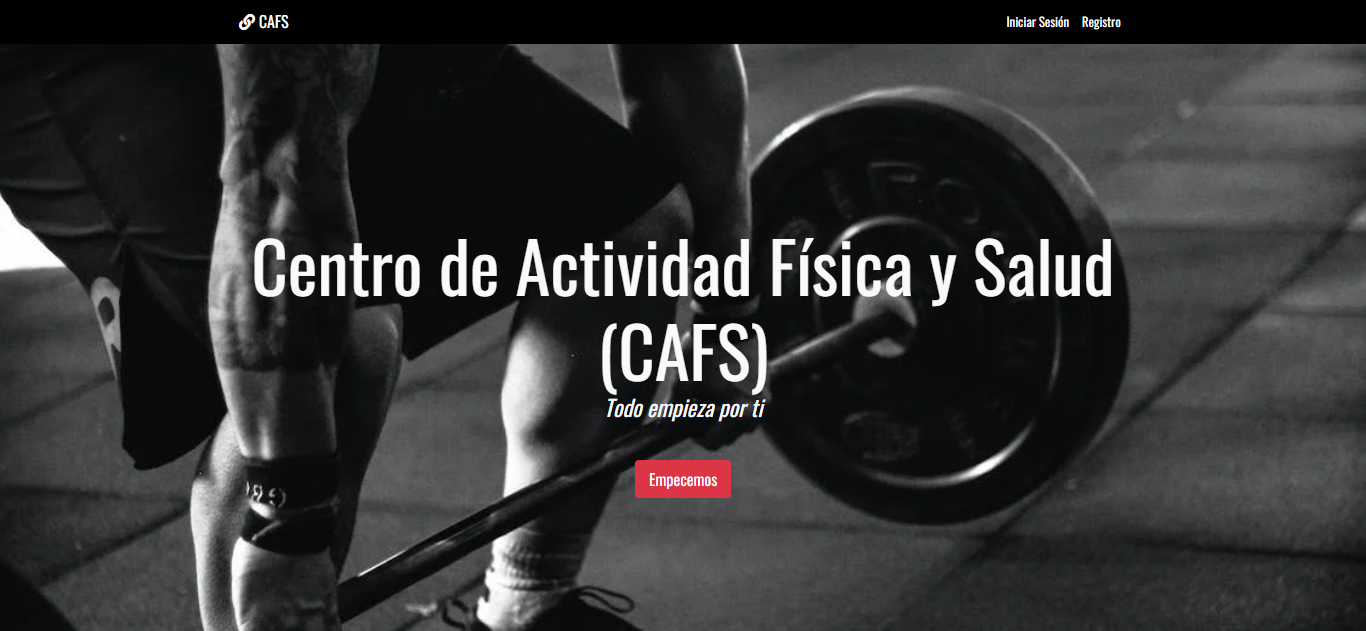 CAFS
Iniciar Sesión Registro
Centro de Actividad Física y Salud
(CAFS)
Todo empieza por ti
Empecemos